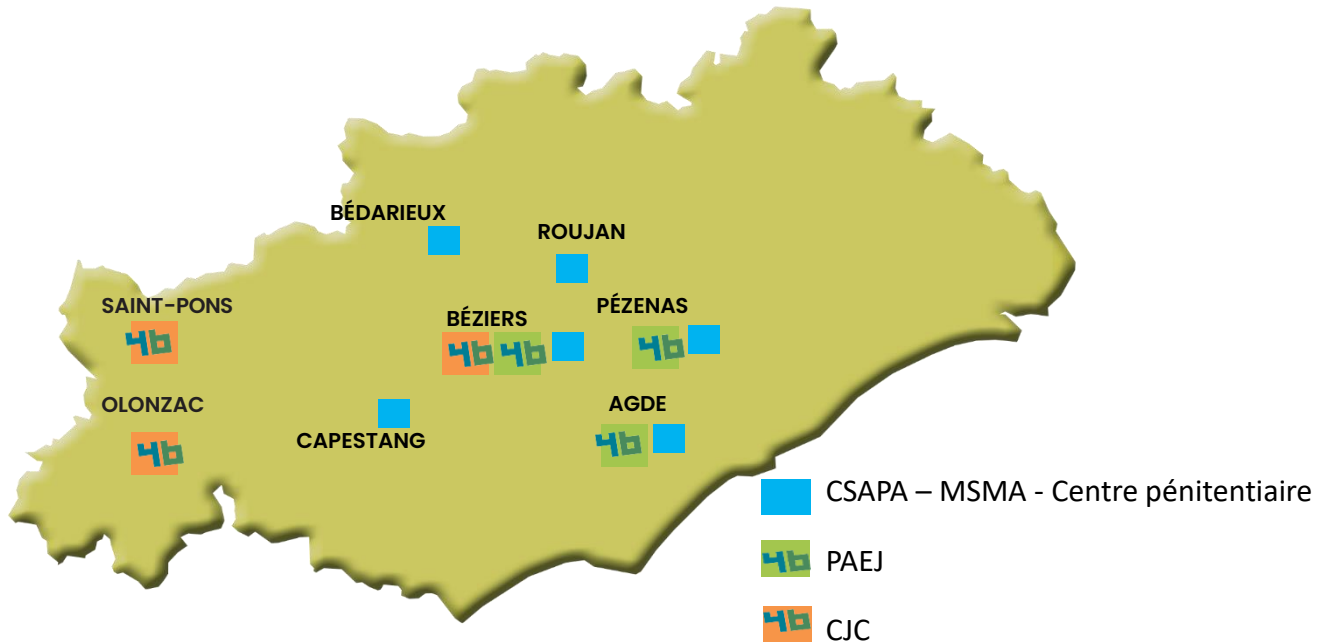 BÉDARIEUX
ROUJAN
SAINT-PONS
4b
BÉZIERS
4b 4b
PÉZENAS
4b
OLONZAC
4b
CAPESTANG
AGDE
4b
CSAPA – MSMA - Centre pénitentiaire
4b PAEJ
4b CJC